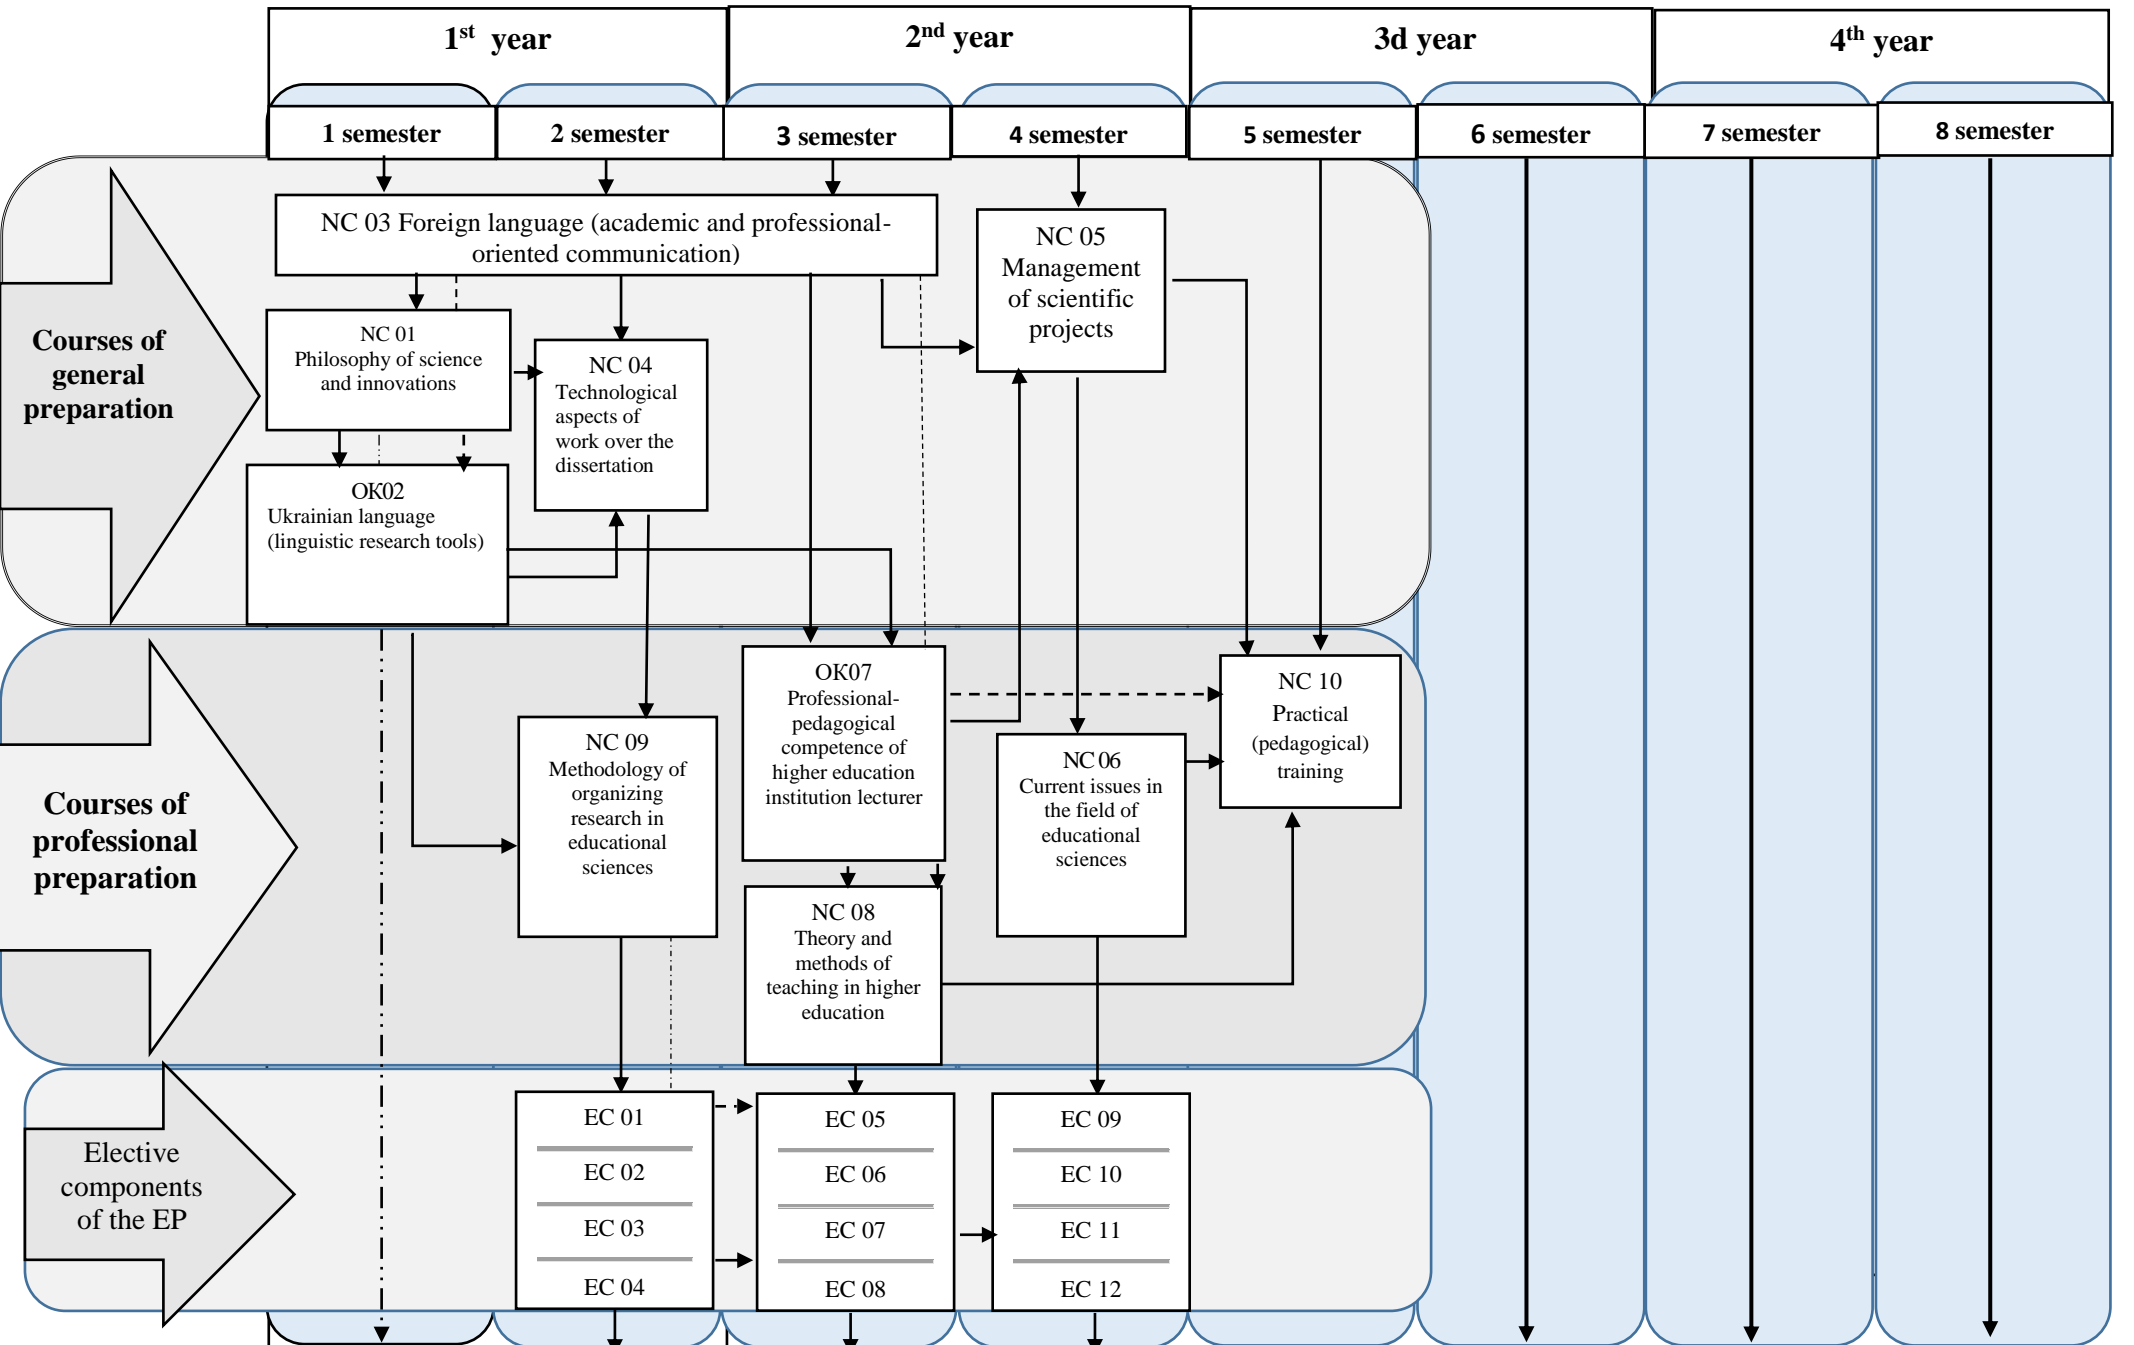 1st year
2nd year
3d year
4th year
1 semester
2 semester
3 semester
4 semester
5 semester
6 semester
7 semester
8 semester
Courses of
general
preparation
NC 03 Foreign language (academic and professional-
oriented communication)
NC 01
Philosophy of science
and innovations
NC 04
Technological
aspects of
work over the
dissertation
NC 05
Management
of scientific
projects
ОК02
Ukrainian language
(linguistic research tools)
Courses of
professional
preparation
NC 09
Methodology of
organizing
research in
educational
sciences
ОК07
Professional-
pedagogical
competence of
higher education
institution lecturer
NC 06
Current issues in
the field of
educational
sciences
NC 10
Practical
(pedagogical)
training
NC 08
Theory and
methods of
teaching in higher
education
Elective
components
of the EP
EC 01
EC 02
EC 03
EC 04
EC 05
EC 06
EC 07
EC 08
EC 09
EC 10
EC 11
EC 12